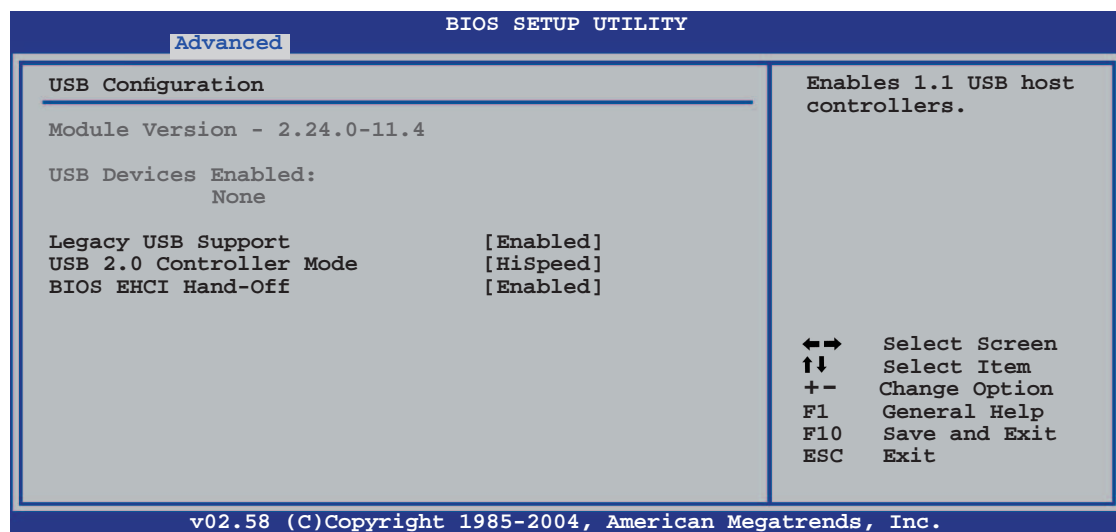 BIOS SETUP UTILITY
Advanced
USB Configuration
Module Version - 2.24.0-11.4
USB Devices Enabled:
None
Legacy USB Support [Enabled]
USB 2.0 Controller Mode [HiSpeed]
BIOS EHCI Hand-Off [Enabled]
Enables 1.1 USB host
controllers.
←→ Select Screen
↑↓ Select Item
+- Change Option
F1 General Help
F10 Save and Exit
ESC Exit
v02.58 (C)Copyright 1985-2004, American Megatrends, Inc.